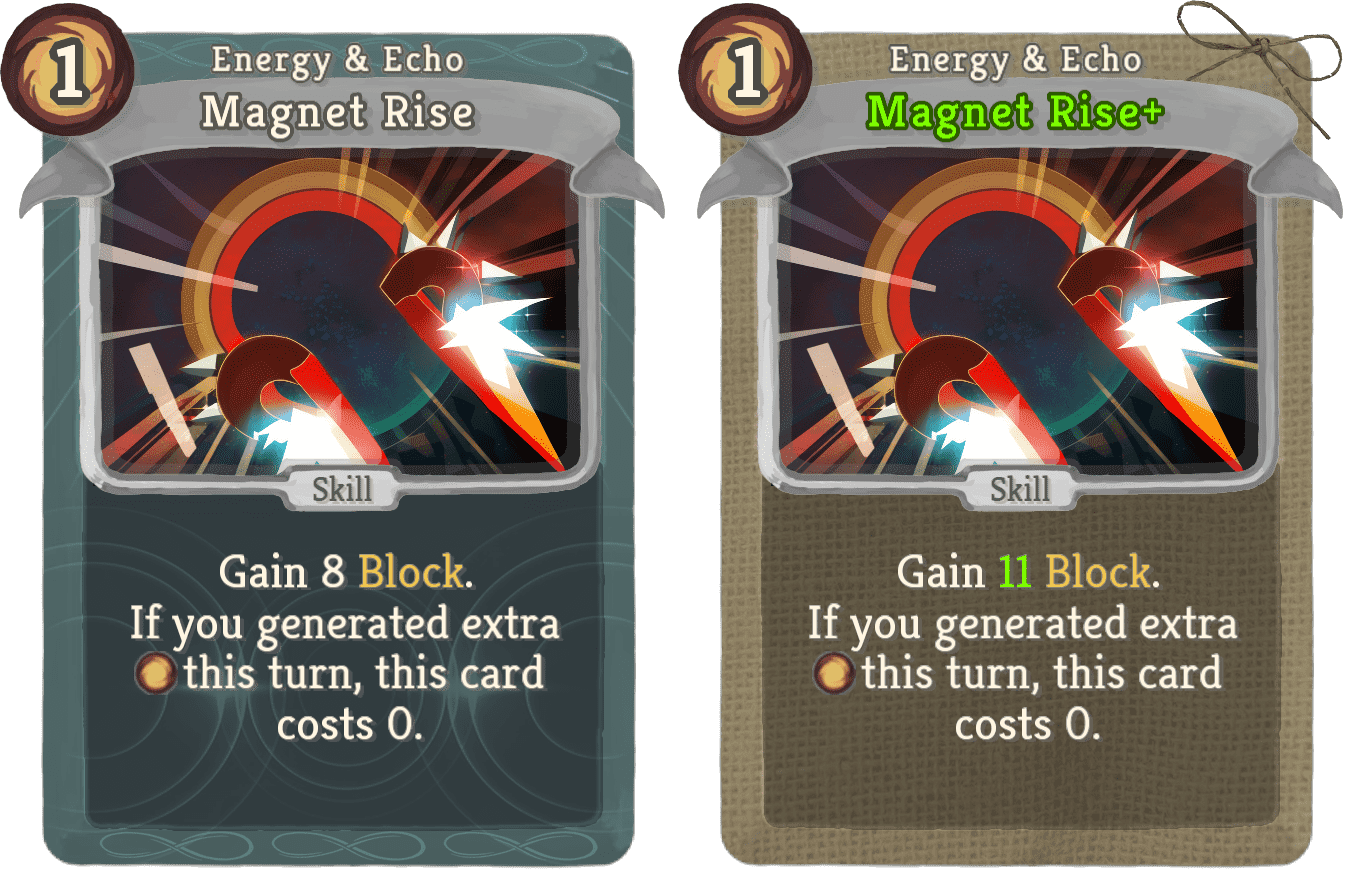 1
Energy & Echo
Magnet Rise
Skill
Gain 8 Block.
If you generated extra
this turn, this card
costs 0.
1
Energy & Echo
Magnet Rise+
Skill
Gain 11 Block.
If you generated extra
this turn, this card
costs 0.